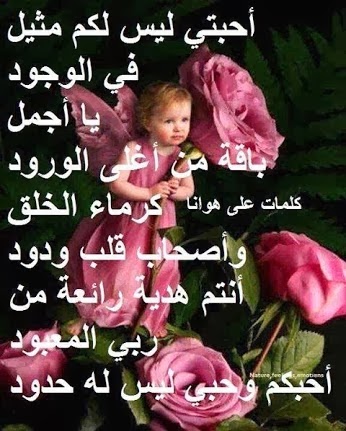 أحبتي ليس لكم مثيل
في الوجود
يا أجمل
باقة من أغلى الورود
كلمات على هوانا كرماء الخلق
وأصحاب قلب ودود
أنتم هدية رائعة من
ربي المعبود
أحبكم وحبي ليس له حدود